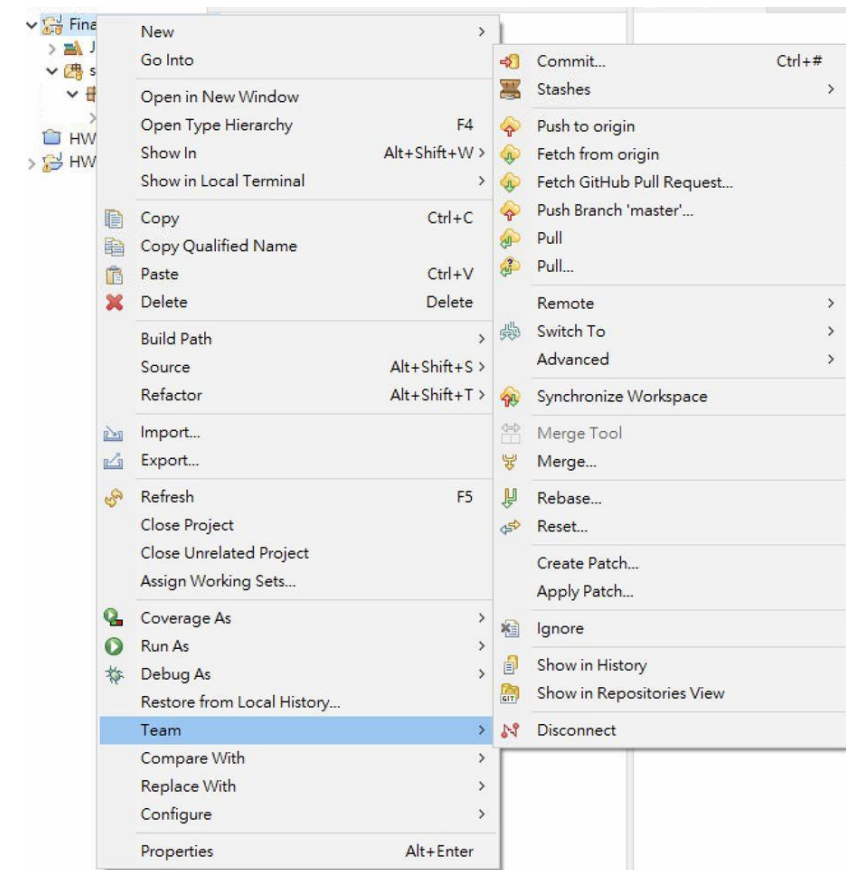 Fina
J
s
HW
HW
New
Go Into
Open in New Window
Open Type Hierarchy F4
Show In Alt+Shift+W
Show in Local Terminal
Copy Ctrl+C
Copy Qualified Name
Paste Ctrl+V
Delete Delete
Build Path
Source Alt+Shift+S
Refactor Alt+Shift+T
Import...
Export...
Refresh F5
Close Project
Close Unrelated Project
Assign Working Sets...
Coverage As
Run As
Debug As
Restore from Local History...
Team
Compare With
Replace With
Configure
Properties Alt+Enter
Commit... Ctrl+#
Stashes
Push to origin
Fetch from origin
Fetch GitHub Pull Request...
Push Branch 'master'...
Pull
Pull...
Remote
Switch To
Advanced
Synchronize Workspace
Merge Tool
Merge...
Rebase...
Reset...
Create Patch...
Apply Patch...
Ignore
Show in History
GIT
Show in Repositories View
Disconnect